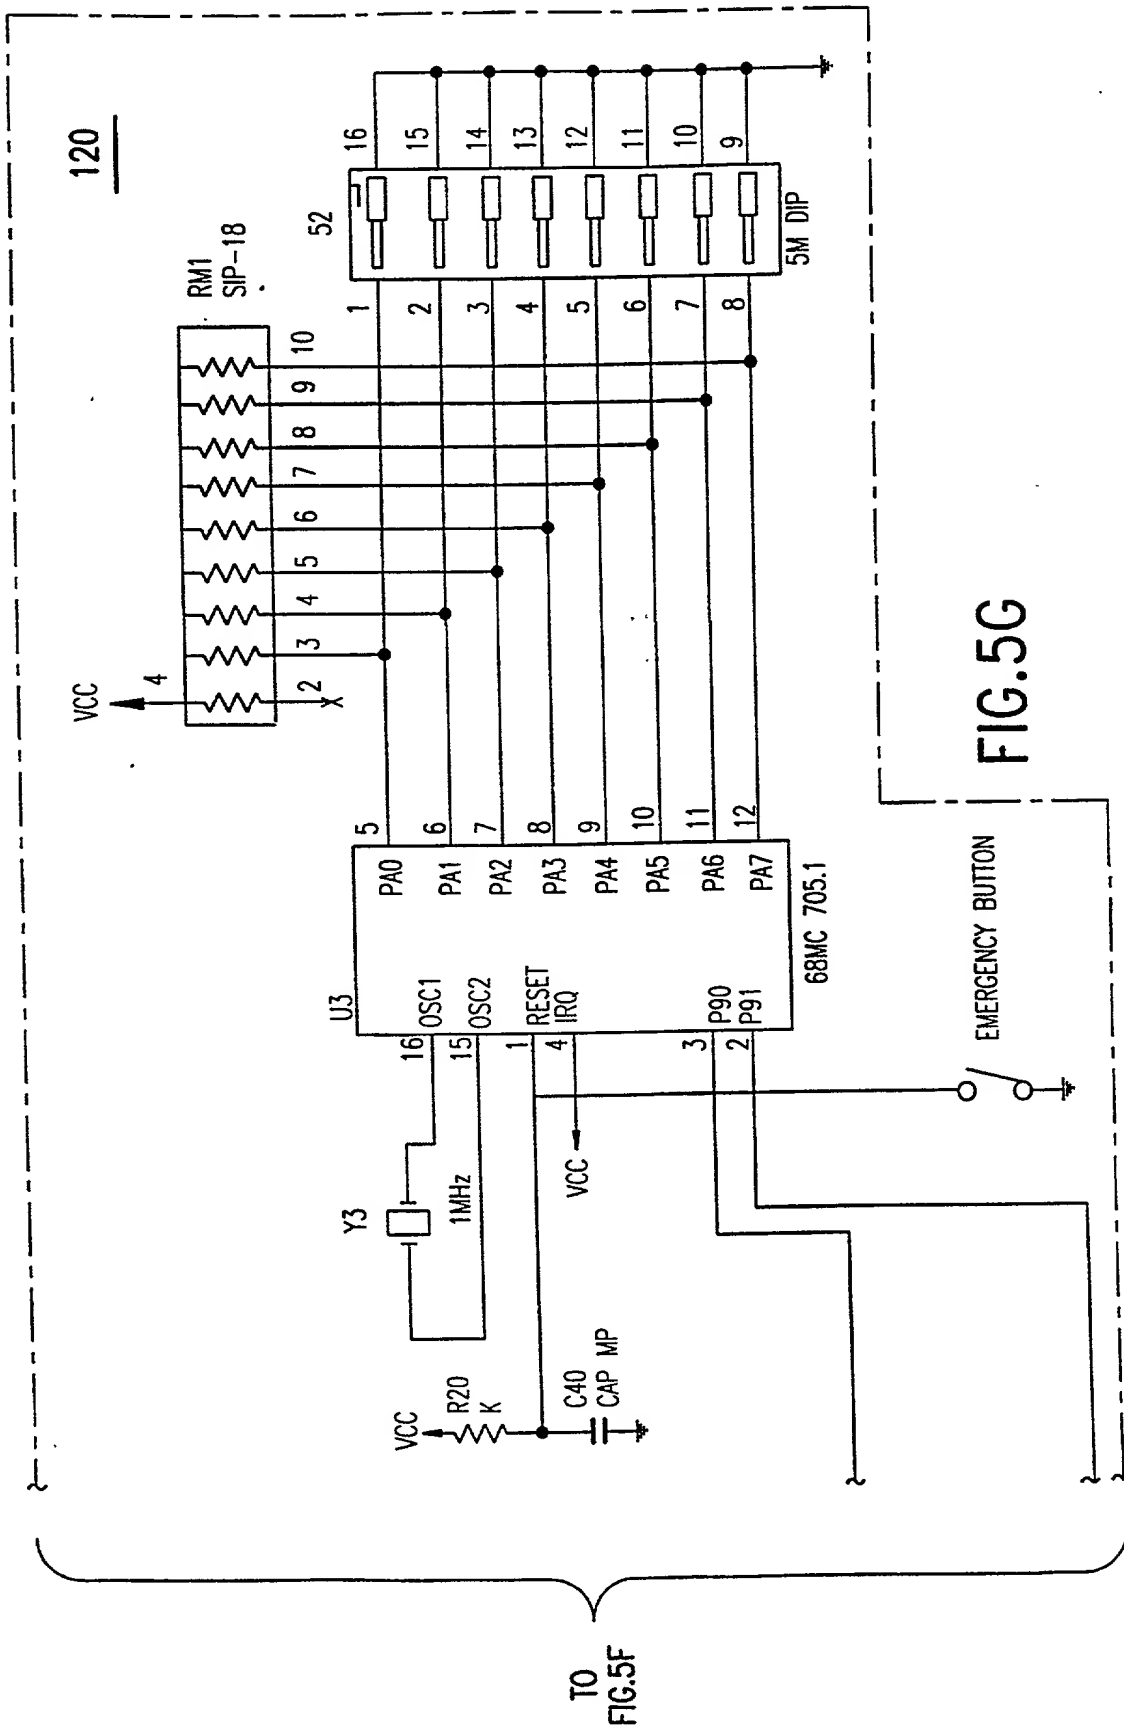 120
RM1
SIP-18
VCC
4
2
3
4
5
6
7
8
9
10
52
1
2
3
4
5
6
7
8
16
15
14
13
12
11
10
9
5M DIP
U3
16
OSC1
15
OSC2
1
RESET
4
IRQ
3
P90
2
P91
PA0
5
PA1
6
PA2
7
PA3
8
PA4
9
PA5
10
PA6
11
PA7
12
68MC 705.1
Y3
1MHz
VCC
R20
K
C40
CAP MP
VCC
EMERGENCY BUTTON
TO
FIG.5F
FIG.5G